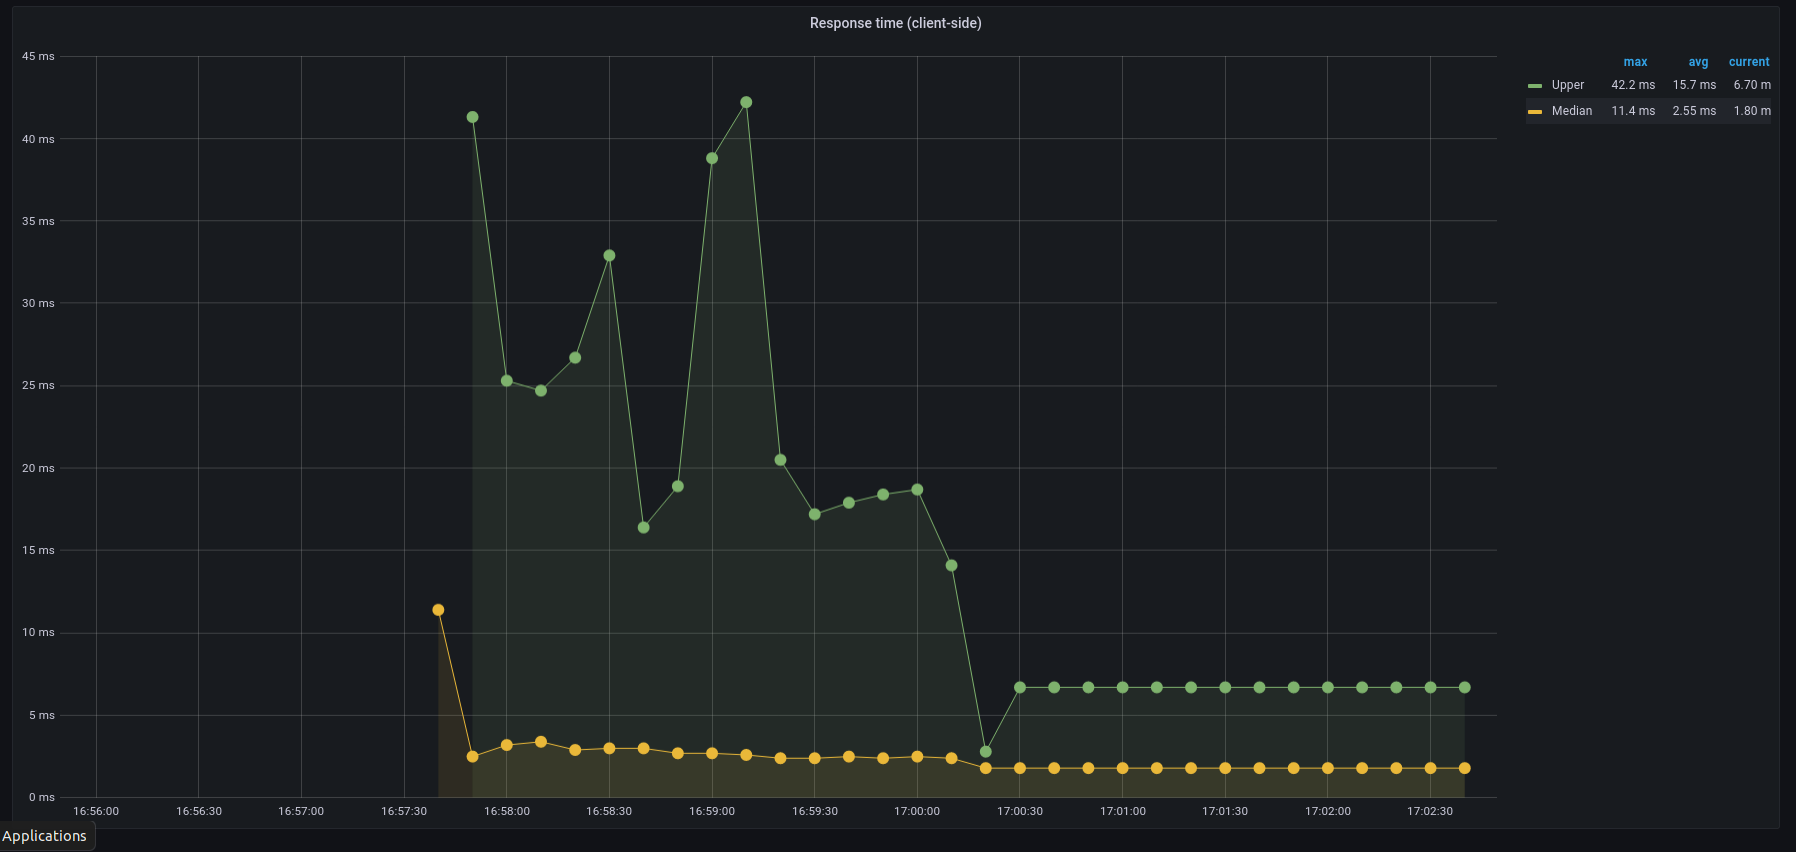 Response time (client-side)
max avg current
Upper 42.2 ms 15.7 ms 6.70 m
Median 11.4 ms 2.55 ms 1.80 m
45 ms
40 ms
35 ms
30 ms
25 ms
20 ms
15 ms
10 ms
5 ms
0 ms
16:56:00 16:56:30 16:57:00 16:57:30 16:58:00 16:58:30 16:59:00 16:59:30 17:00:00 17:00:30 17:01:00 17:01:30 17:02:00 17:02:30
Applications